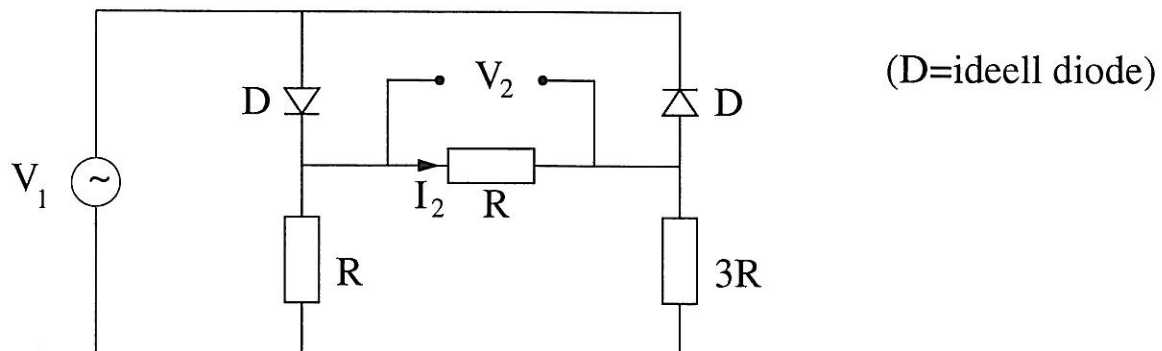 (D=ideell diode)
V₂
D
D
V₁
~
I₂
R
R
3R